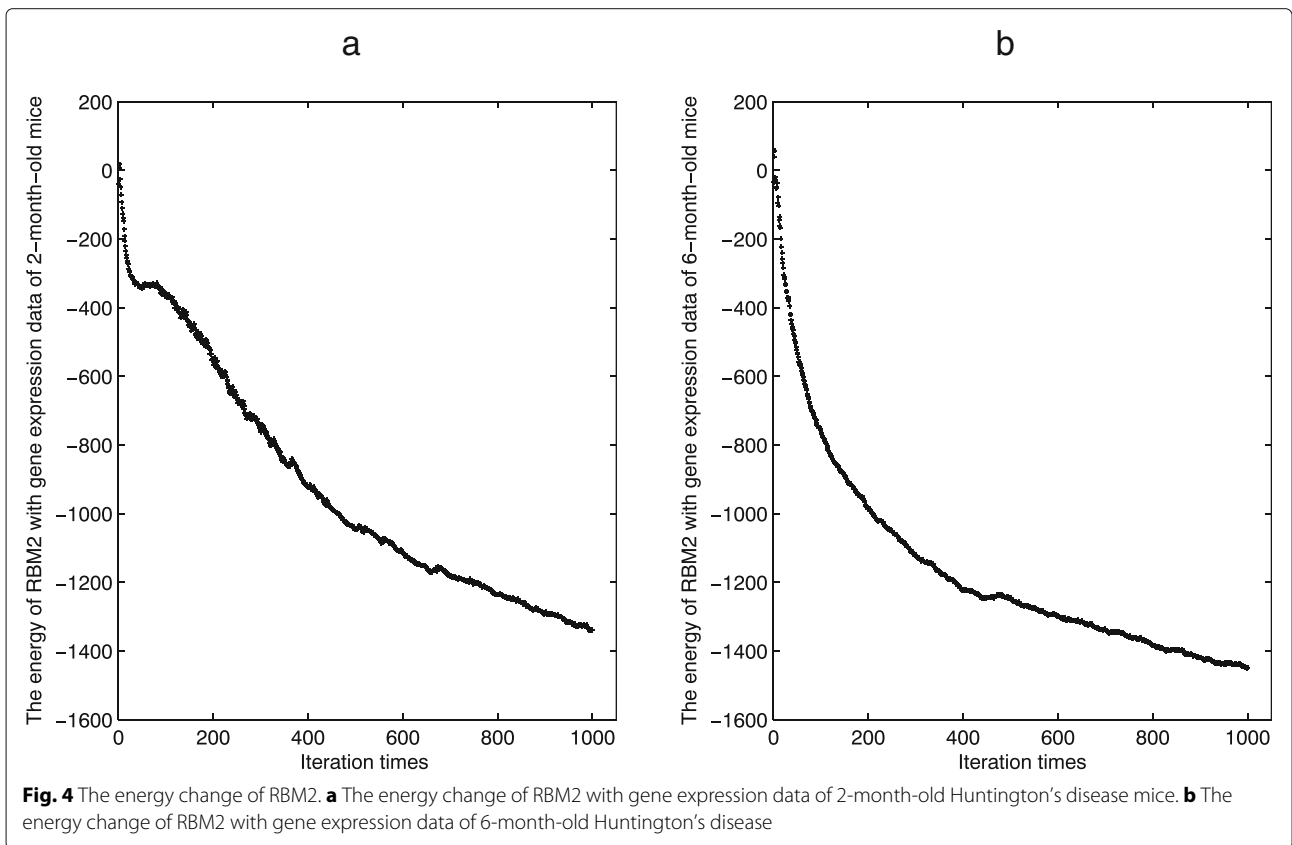 a
b
The energy of RBM2 with gene expression data of 2−month−old mice
200
0
−200
−400
−600
−800
−1000
−1200
−1400
−1600
0 200 400 600 800 1000
Iteration times
The energy of RBM2 with gene expression data of 6−month−old mice
200
0
−200
−400
−600
−800
−1000
−1200
−1400
−1600
0 200 400 600 800 1000
Iteration times
Fig. 4 The energy change of RBM2. a The energy change of RBM2 with gene expression data of 2-month-old Huntington's disease mice. b The
energy change of RBM2 with gene expression data of 6-month-old Huntington's disease